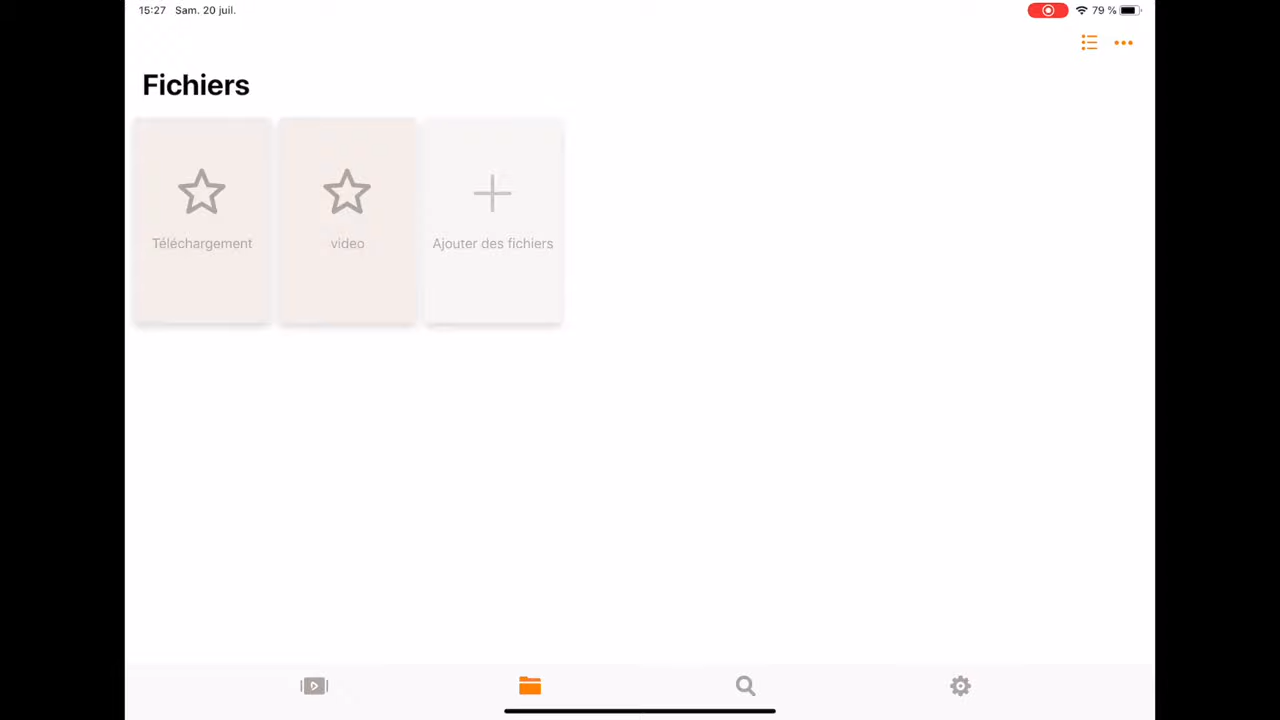 15:27 Sam. 20 juil.
79 %
Fichiers
Téléchargement
video
Ajouter des fichiers